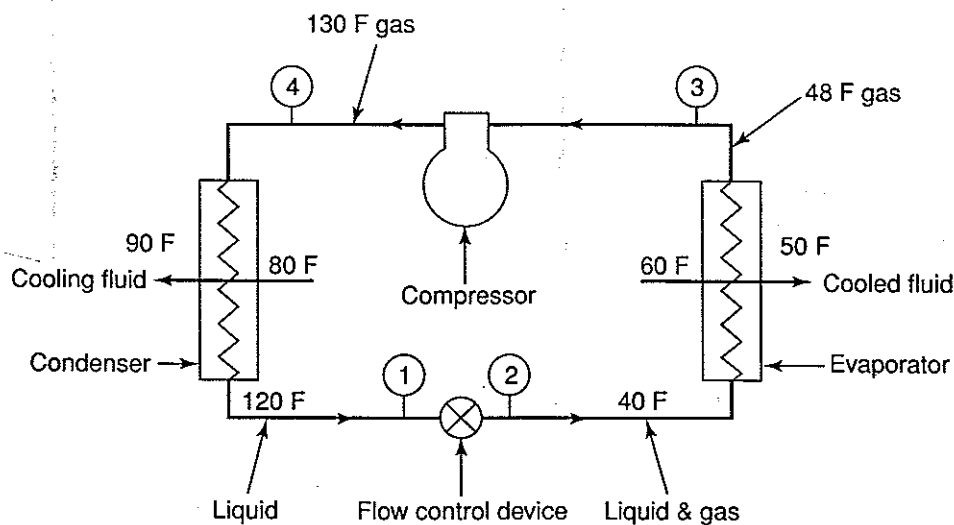 130 F gas
4
3
48 F gas
90 F
80 F
Cooling fluid
Compressor
60 F
50 F
Cooled fluid
Condenser
Evaporator
120 F
1
2
40 F
Liquid
Flow control device
Liquid & gas